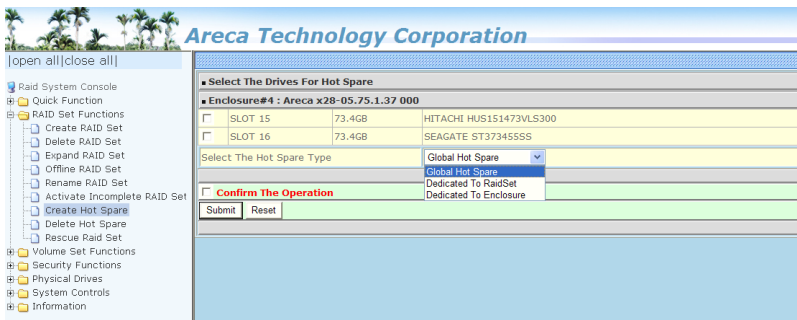 Areca Technology Corporation
|open all|close all|
Raid System Console
Quick Function
RAID Set Functions
Create RAID Set
Delete RAID Set
Expand RAID Set
Offline RAID Set
Rename RAID Set
Activate Incomplete RAID Set
Create Hot Spare
Delete Hot Spare
Rescue Raid Set
Volume Set Functions
Security Functions
Physical Drives
System Controls
Information
Select The Drives For Hot Spare
Enclosure#4 : Areca x28-05.75.1.37 000
SLOT 15 73.4GB HITACHI HUS151473VLS300
SLOT 16 73.4GB SEAGATE ST373455SS
Select The Hot Spare Type Global Hot Spare
Global Hot Spare
Dedicated To RaidSet
Dedicated To Enclosure
Confirm The Operation
Submit Reset